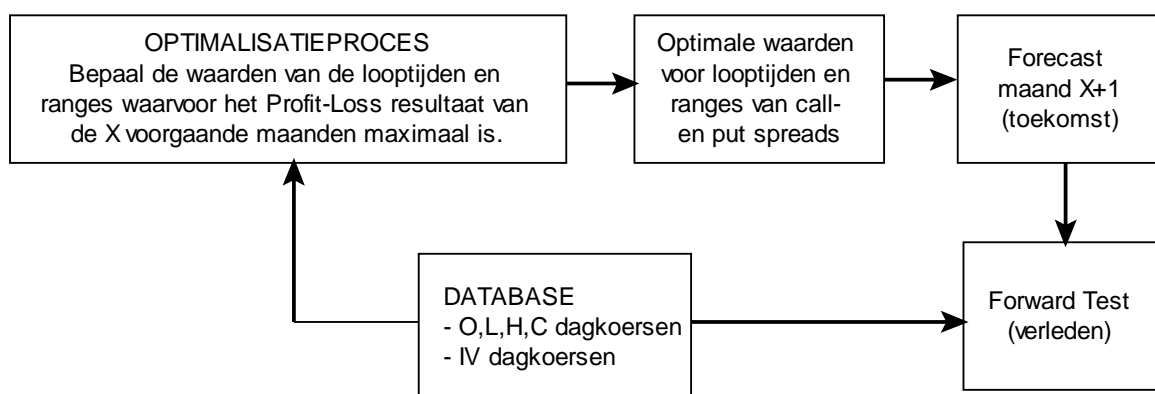 OPTIMALISATIEPROCES
Bepaal de waarden van de looptijden en
ranges waarvoor het Profit-Loss resultaat van
de X voorgaande maanden maximaal is.
Optimale waarden
voor looptijden en
ranges van call-
en put spreads
Forecast
maand X+1
(toekomst)
DATABASE
- O,L,H,C dagkoersen
- IV dagkoersen
Forward Test
(verleden)